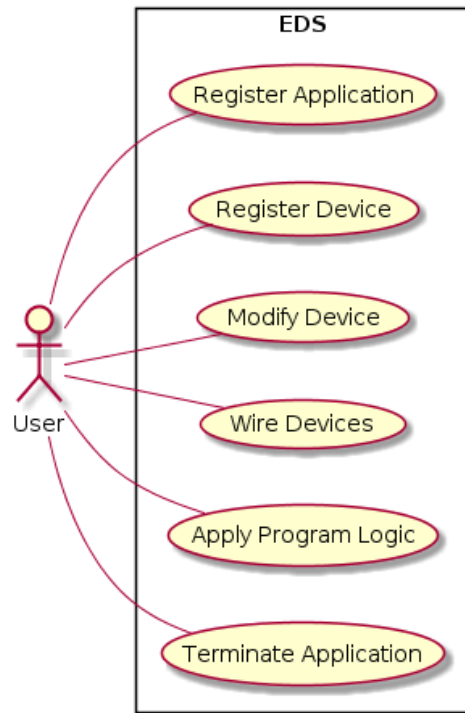 EDS
Register Application
Register Device
Modify Device
User
Wire Devices
Apply Program Logic
Terminate Application